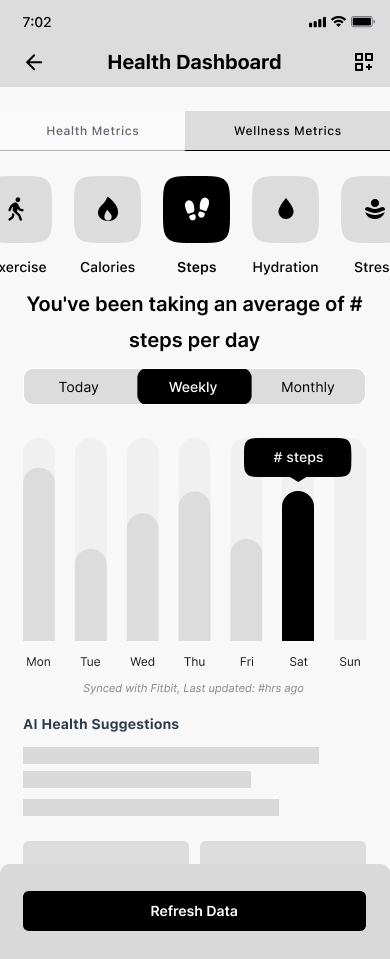 7:02
Health Dashboard
Health Metrics
Wellness Metrics
xercise
Calories
Steps
Hydration
Stres
You've been taking an average of #
steps per day
Today
Weekly
Monthly
# steps
Mon
Tue
Wed
Thu
Fri
Sat
Sun
Synced with Fitbit, Last updated: #hrs ago
AI Health Suggestions
Refresh Data